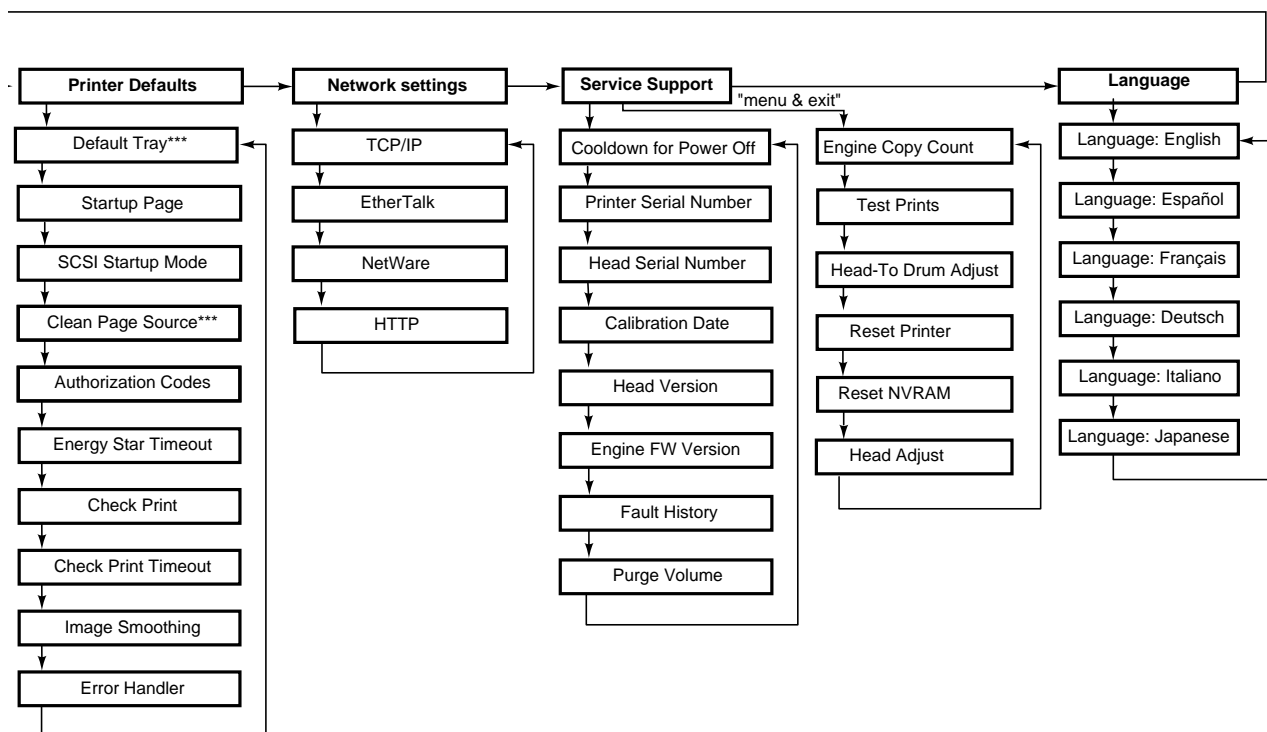 Printer Defaults
Default Tray***
Startup Page
SCSI Startup Mode
Clean Page Source***
Authorization Codes
Energy Star Timeout
Check Print
Check Print Timeout
Image Smoothing
Error Handler
Network settings
TCP/IP
EtherTalk
NetWare
HTTP
Service Support
Cooldown for Power Off
Printer Serial Number
Head Serial Number
Calibration Date
Head Version
Engine FW Version
Fault History
Purge Volume
"menu & exit"
Engine Copy Count
Test Prints
Head-To Drum Adjust
Reset Printer
Reset NVRAM
Head Adjust
Language
Language: English
Language: Español
Language: Français
Language: Deutsch
Language: Italiano
Language: Japanese